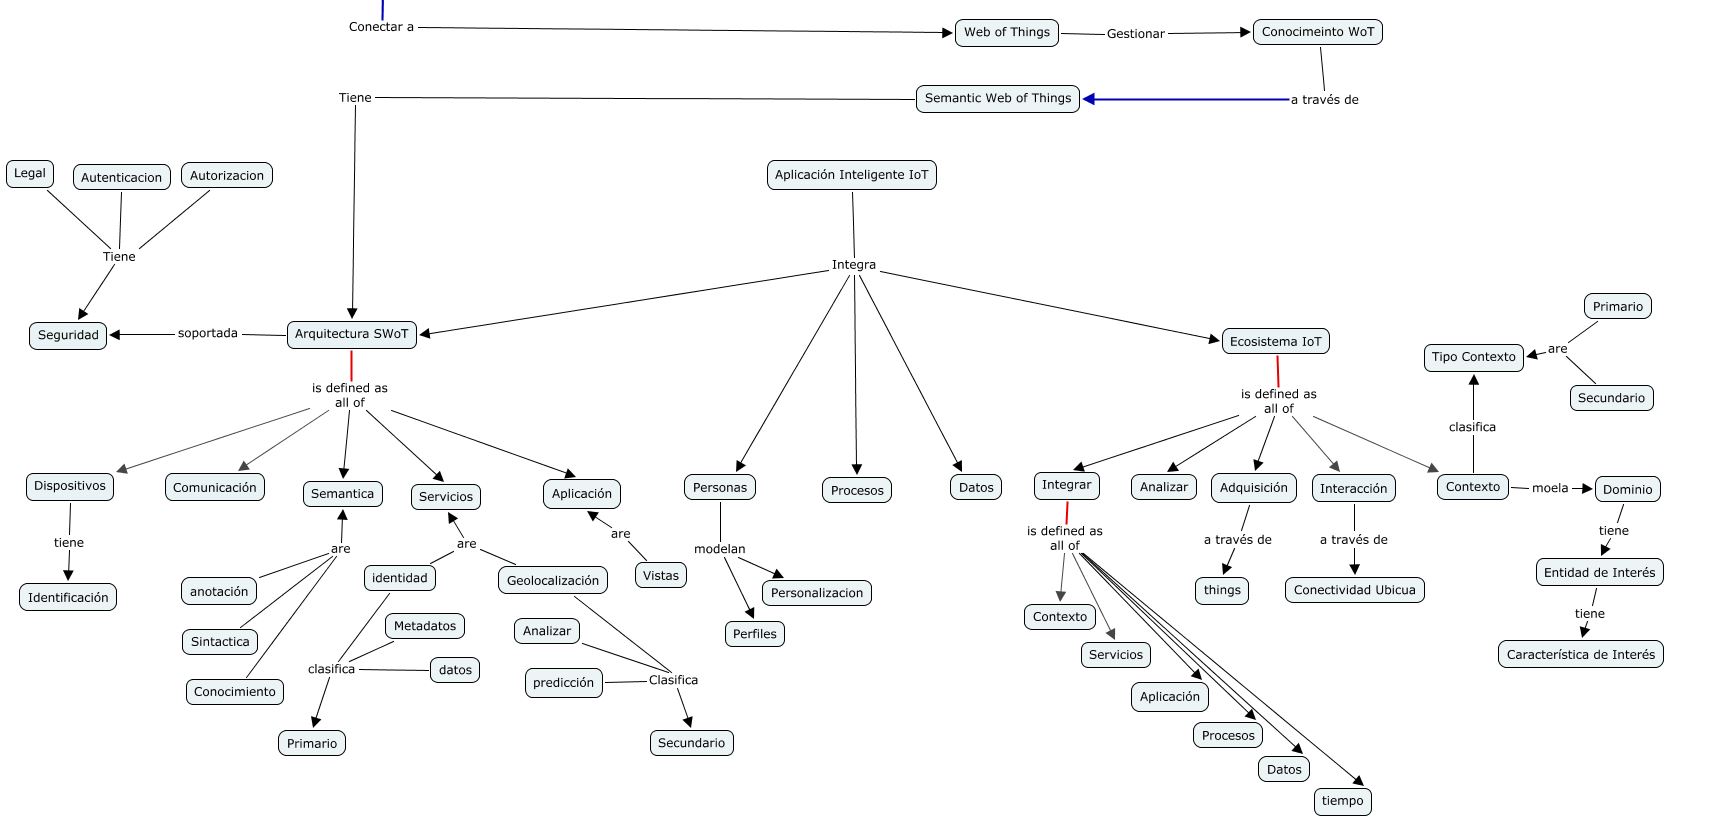 Conectar a
Web of Things
Gestionar
Conocimeinto WoT
Tiene
Semantic Web of Things
a través de
Legal
Autenticacion
Autorizacion
Aplicación Inteligente IoT
Tiene
Integra
Primario
Seguridad
soportada
Arquitectura SWoT
Ecosistema IoT
Tipo Contexto
are
is defined as
all of
is defined as
all of
Secundario
clasifica
Dispositivos
Comunicación
Semantica
Servicios
Aplicación
Personas
Procesos
Datos
Integrar
Analizar
Adquisición
Interacción
Contexto
moela
Dominio
tiene
are
are
are
modelan
is defined as
all of
a través de
a través de
tiene
Identificación
anotación
identidad
Geolocalización
Vistas
Personalizacion
things
Conectividad Ubicua
Entidad de Interés
Sintactica
Metadatos
Analizar
Perfiles
Contexto
tiene
Conocimiento
clasifica
datos
predicción
Clasifica
Servicios
Característica de Interés
Aplicación
Primario
Secundario
Procesos
Datos
tiempo